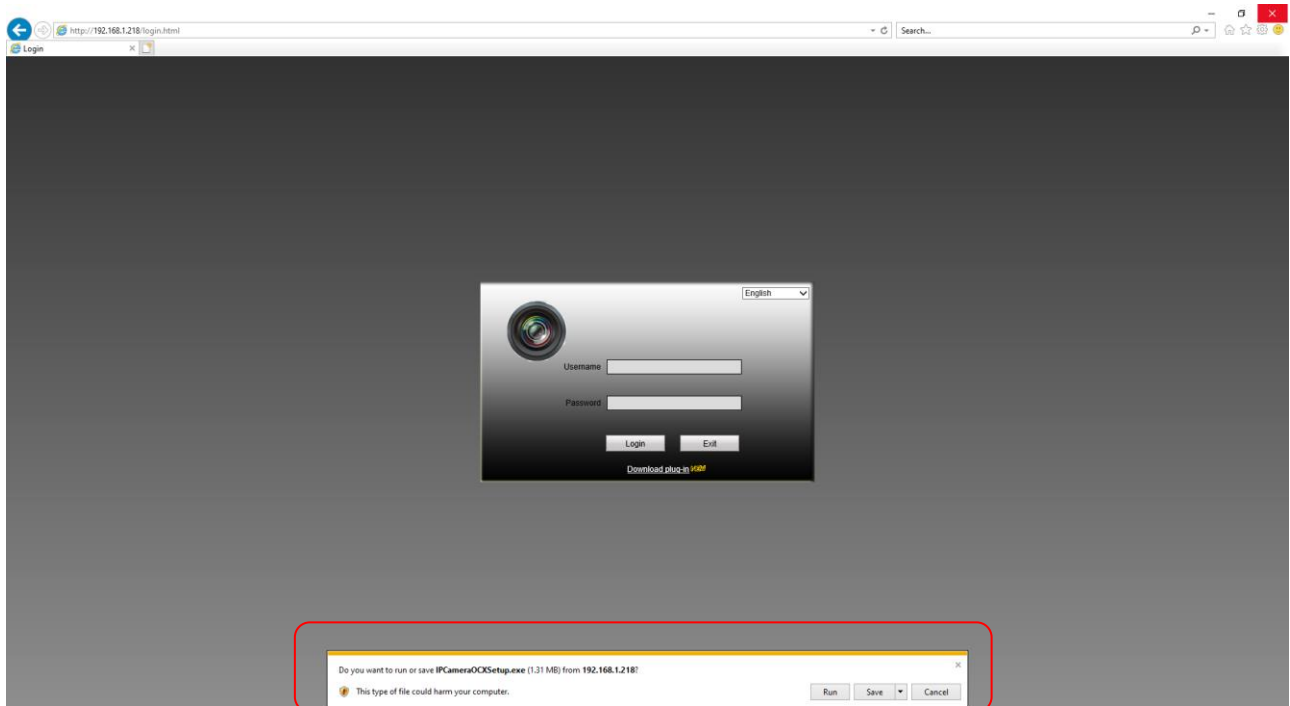 http://192.168.1.218/login.html
Search...
Login
English
Username
Password
Login Exit
Download plug-in
Do you want to run or save IPCameraOCXSetup.exe (1.31 MB) from 192.168.1.218?
This type of file could harm your computer.
Run Save Cancel